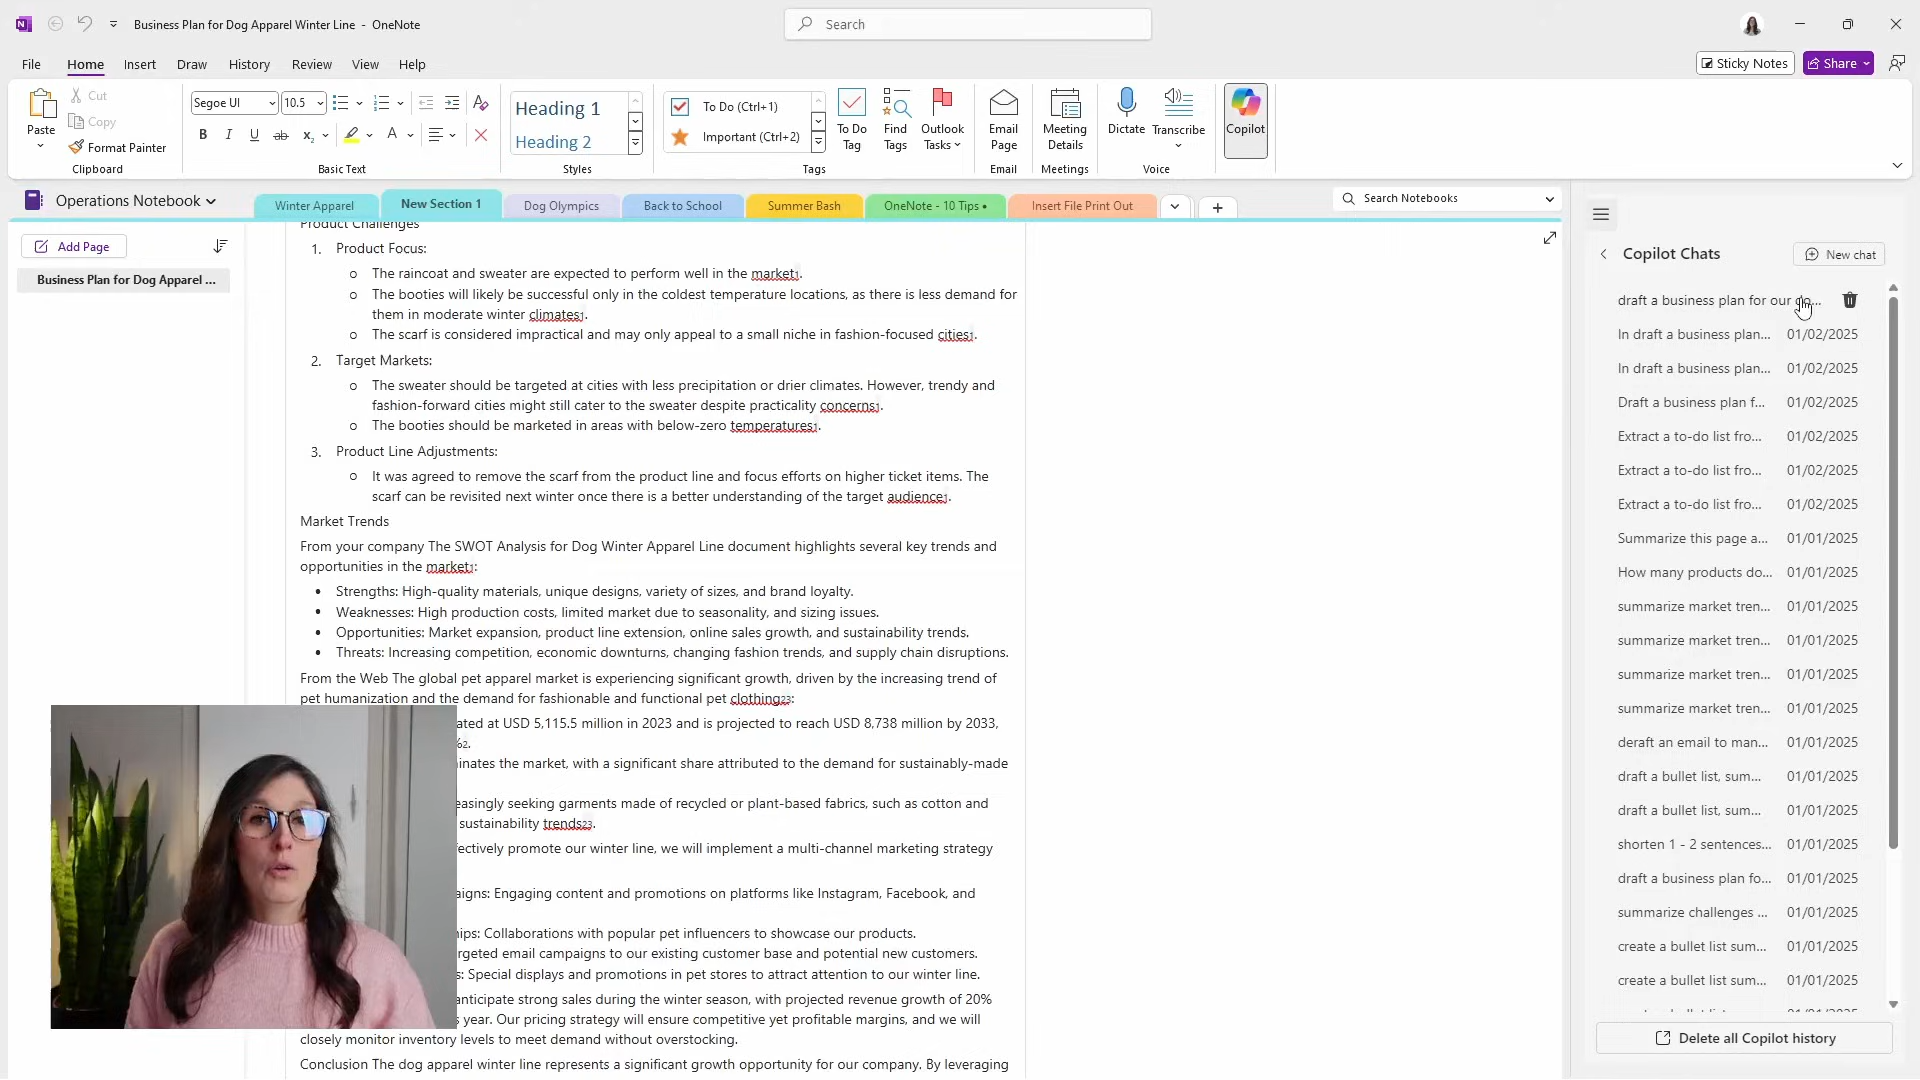 Business Plan for Dog Apparel Winter Line - OneNote
Search
File Home Insert Draw History Review View Help
Sticky Notes
Share
Paste
Cut
Copy
Format Painter
Clipboard
Segoe UI
10.5
Basic Text
Heading 1
Heading 2
Styles
To Do (Ctrl+1)
Important (Ctrl+2)
To Do Tag
Find Tags
Outlook Tasks
Tags
Email Page
Email
Meeting Details
Meetings
Dictate
Transcribe
Voice
Copilot
Operations Notebook
Winter Apparel
New Section 1
Dog Olympics
Back to School
Summer Bash
OneNote - 10 Tips •
Insert File Print Out
Search Notebooks
Add Page
Business Plan for Dog Apparel ...
Product Challenges
1. Product Focus:
o The raincoat and sweater are expected to perform well in the market1.
o The booties will likely be successful only in the coldest temperature locations, as there is less demand for
them in moderate winter climates1.
o The scarf is considered impractical and may only appeal to a small niche in fashion-focused cities1.
2. Target Markets:
o The sweater should be targeted at cities with less precipitation or drier climates. However, trendy and
fashion-forward cities might still cater to the sweater despite practicality concerns1.
o The booties should be marketed in areas with below-zero temperatures1.
3. Product Line Adjustments:
o It was agreed to remove the scarf from the product line and focus efforts on higher ticket items. The
scarf can be revisited next winter once there is a better understanding of the target audience1.
Market Trends
From your company The SWOT Analysis for Dog Winter Apparel Line document highlights several key trends and
opportunities in the market1:
• Strengths: High-quality materials, unique designs, variety of sizes, and brand loyalty.
• Weaknesses: High production costs, limited market due to seasonality, and sizing issues.
• Opportunities: Market expansion, product line extension, online sales growth, and sustainability trends.
• Threats: Increasing competition, economic downturns, changing fashion trends, and supply chain disruptions.
From the Web The global pet apparel market is experiencing significant growth, driven by the increasing trend of
pet humanization and the demand for fashionable and functional pet clothing23:
ated at USD 5,115.5 million in 2023 and is projected to reach USD 8,738 million by 2033,
%2.
inates the market, with a significant share attributed to the demand for sustainably-made
easingly seeking garments made of recycled or plant-based fabrics, such as cotton and
sustainability trends23.
fectively promote our winter line, we will implement a multi-channel marketing strategy
aigns: Engaging content and promotions on platforms like Instagram, Facebook, and
hips: Collaborations with popular pet influencers to showcase our products.
rgeted email campaigns to our existing customer base and potential new customers.
s: Special displays and promotions in pet stores to attract attention to our winter line.
anticipate strong sales during the winter season, with projected revenue growth of 20%
s year. Our pricing strategy will ensure competitive yet profitable margins, and we will
closely monitor inventory levels to meet demand without overstocking.
Conclusion The dog apparel winter line represents a significant growth opportunity for our company. By leveraging
Copilot Chats
New chat
draft a business plan for our do...
In draft a business plan... 01/02/2025
In draft a business plan... 01/02/2025
Draft a business plan f... 01/02/2025
Extract a to-do list fro... 01/02/2025
Extract a to-do list fro... 01/02/2025
Extract a to-do list fro... 01/02/2025
Summarize this page a... 01/01/2025
How many products do... 01/01/2025
summarize market tren... 01/01/2025
summarize market tren... 01/01/2025
summarize market tren... 01/01/2025
summarize market tren... 01/01/2025
deraft an email to man... 01/01/2025
draft a bullet list, sum... 01/01/2025
draft a bullet list, sum... 01/01/2025
shorten 1 - 2 sentences... 01/01/2025
draft a business plan fo... 01/01/2025
summarize challenges ... 01/01/2025
create a bullet list sum... 01/01/2025
create a bullet list sum... 01/01/2025
Delete all Copilot history